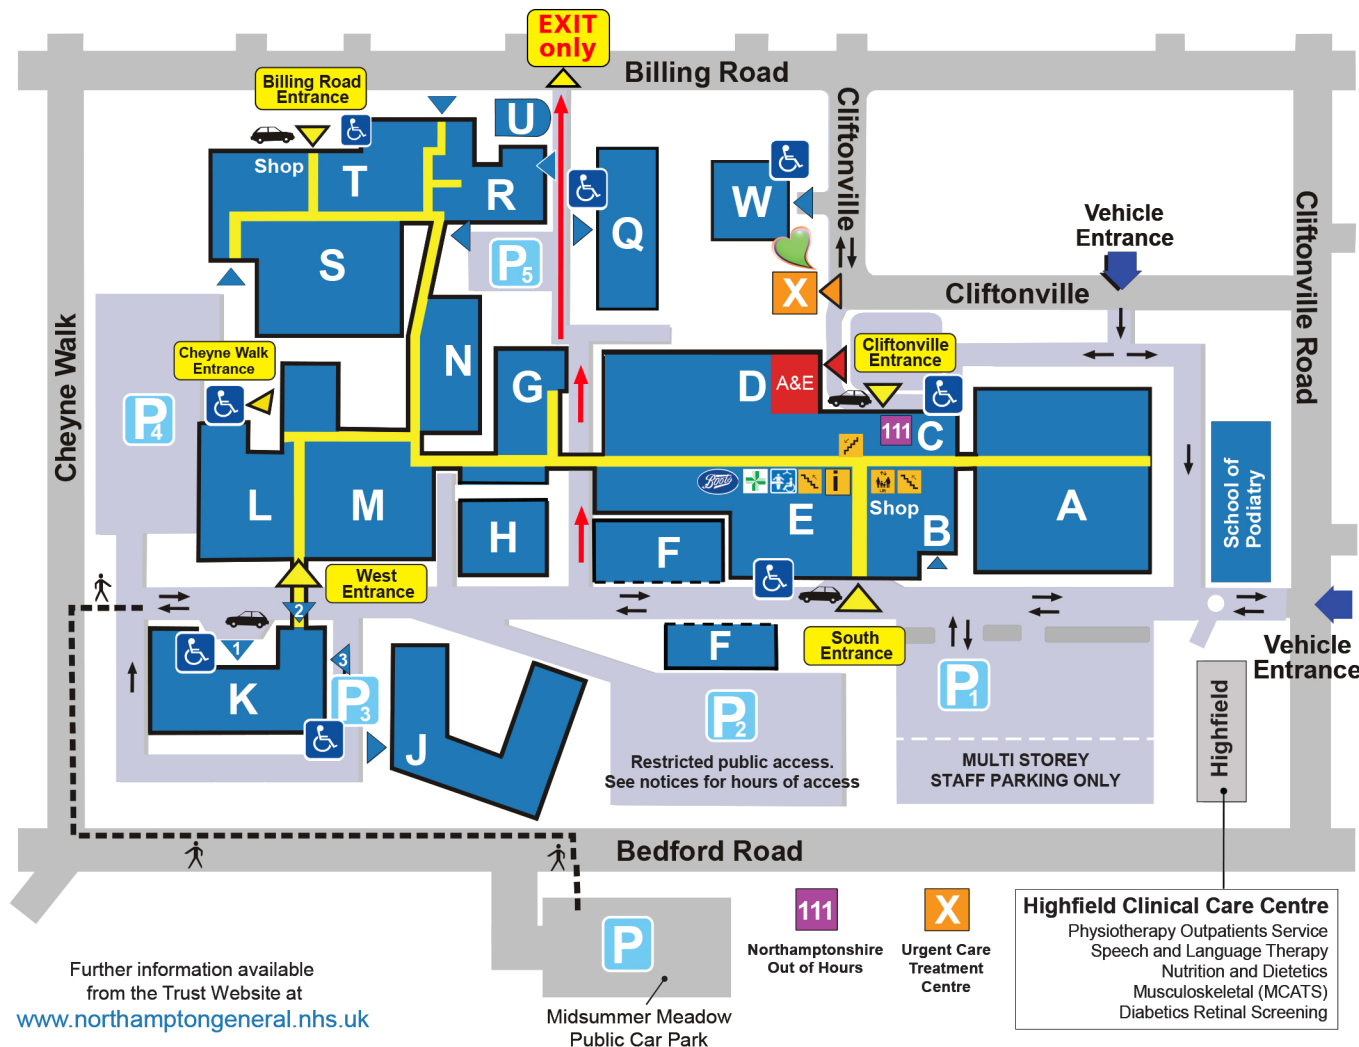 EXIT
only
Billing Road
Billing Road
Entrance
U
Shop
T
R
Q
W
Cliftonville
Vehicle
Entrance
Cliftonville Road
S
P5
X
Cliftonville
Cheyne Walk
Cheyne Walk
Entrance
N
G
D
A&E
Cliftonville
Entrance
P4
111
C
L
M
H
Boots
i
LIFT
E
Shop
B
A
F
School of
Podiatry
West
Entrance
2
1
3
K
P3
J
F
South
Entrance
P1
P2
Vehicle
Entrance
Restricted public access.
See notices for hours of access
MULTI STOREY
STAFF PARKING ONLY
Highfield
Bedford Road
P
Midsummer Meadow
Public Car Park
111
Northamptonshire
Out of Hours
X
Urgent Care
Treatment
Centre
Highfield Clinical Care Centre
Physiotherapy Outpatients Service
Speech and Language Therapy
Nutrition and Dietetics
Musculoskeletal (MCATS)
Diabetics Retinal Screening
Further information available
from the Trust Website at
www.northamptongeneral.nhs.uk